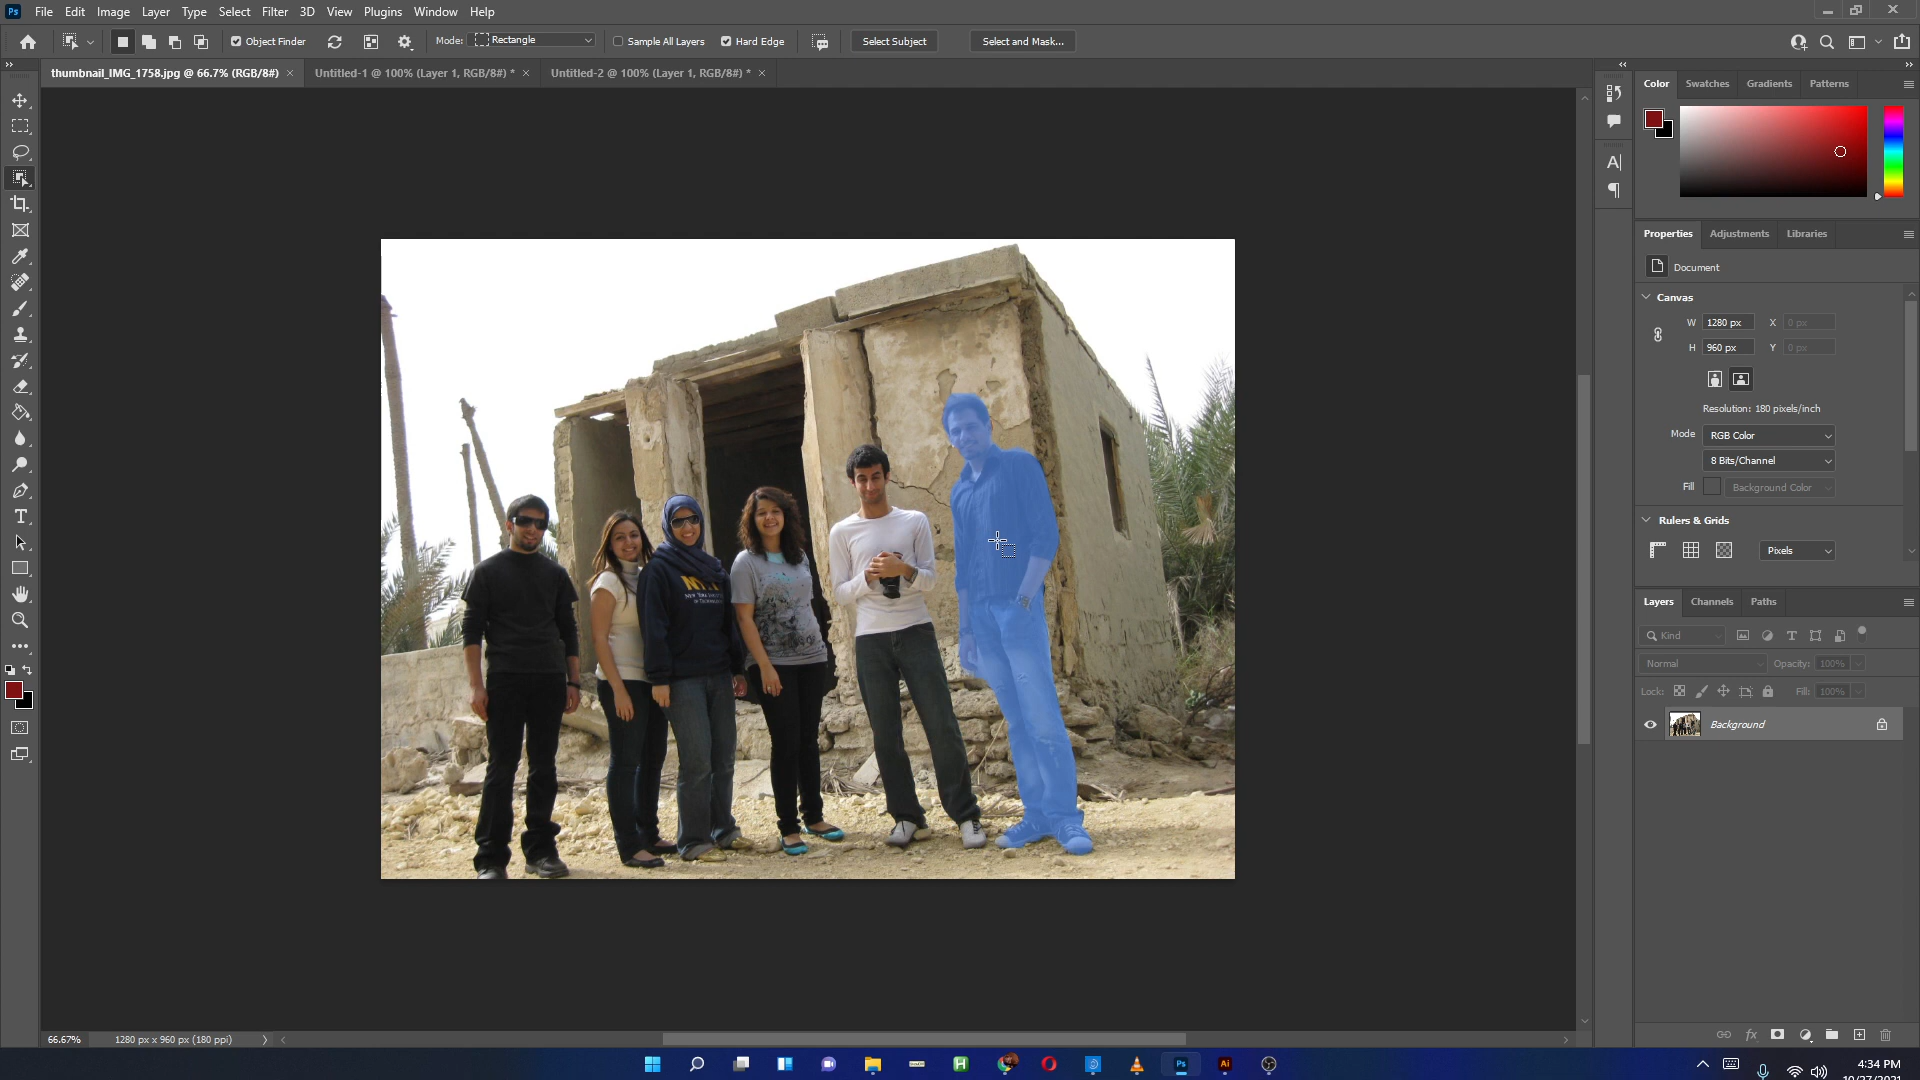 Ps File Edit Image Layer Type Select Filter 3D View Plugins Window Help
Object Finder Mode: Rectangle Sample All Layers Hard Edge Select Subject Select and Mask...
thumbnail_IMG_1758.jpg @ 66.7% (RGB/8#) × Untitled-1 @ 100% (Layer 1, RGB/8#) * × Untitled-2 @ 100% (Layer 1, RGB/8#) * ×
Color Swatches Gradients Patterns
Properties Adjustments Libraries
Document
Canvas
W 1280 px X 0 px
H 960 px Y 0 px
Resolution: 180 pixels/inch
Mode RGB Color
8 Bits/Channel
Fill Background Color
Rulers & Grids
Pixels
Layers Channels Paths
Kind
Normal Opacity: 100%
Lock: Fill: 100%
Background
66.67% 1280 px x 960 px (180 ppi)
Ps Ai 4:34 PM
10/27/2021